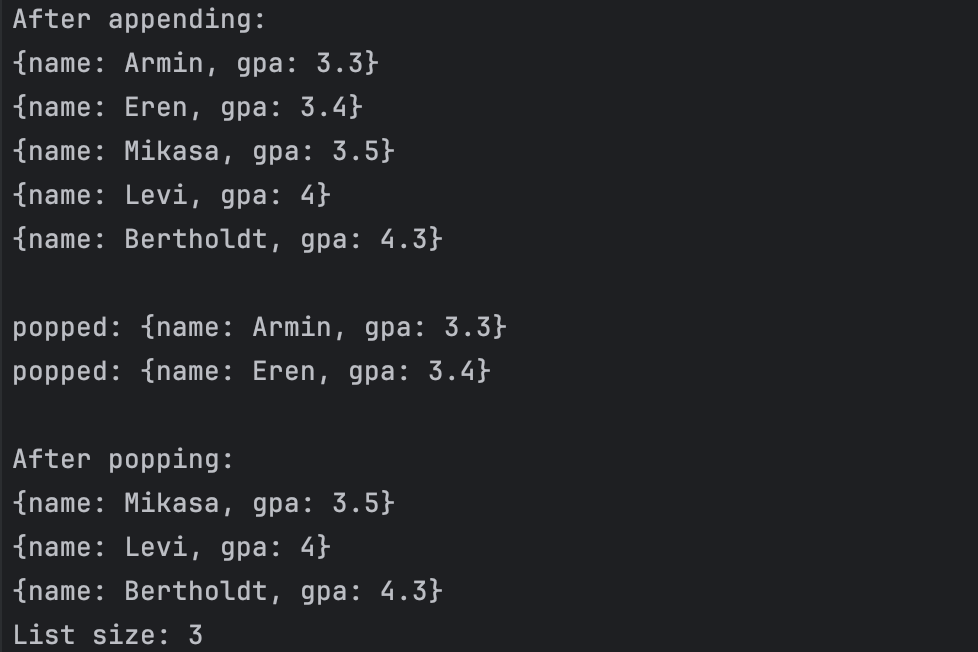 After appending:
{name: Armin, gpa: 3.3}
{name: Eren, gpa: 3.4}
{name: Mikasa, gpa: 3.5}
{name: Levi, gpa: 4}
{name: Bertholdt, gpa: 4.3}
popped: {name: Armin, gpa: 3.3}
popped: {name: Eren, gpa: 3.4}
After popping:
{name: Mikasa, gpa: 3.5}
{name: Levi, gpa: 4}
{name: Bertholdt, gpa: 4.3}
List size: 3